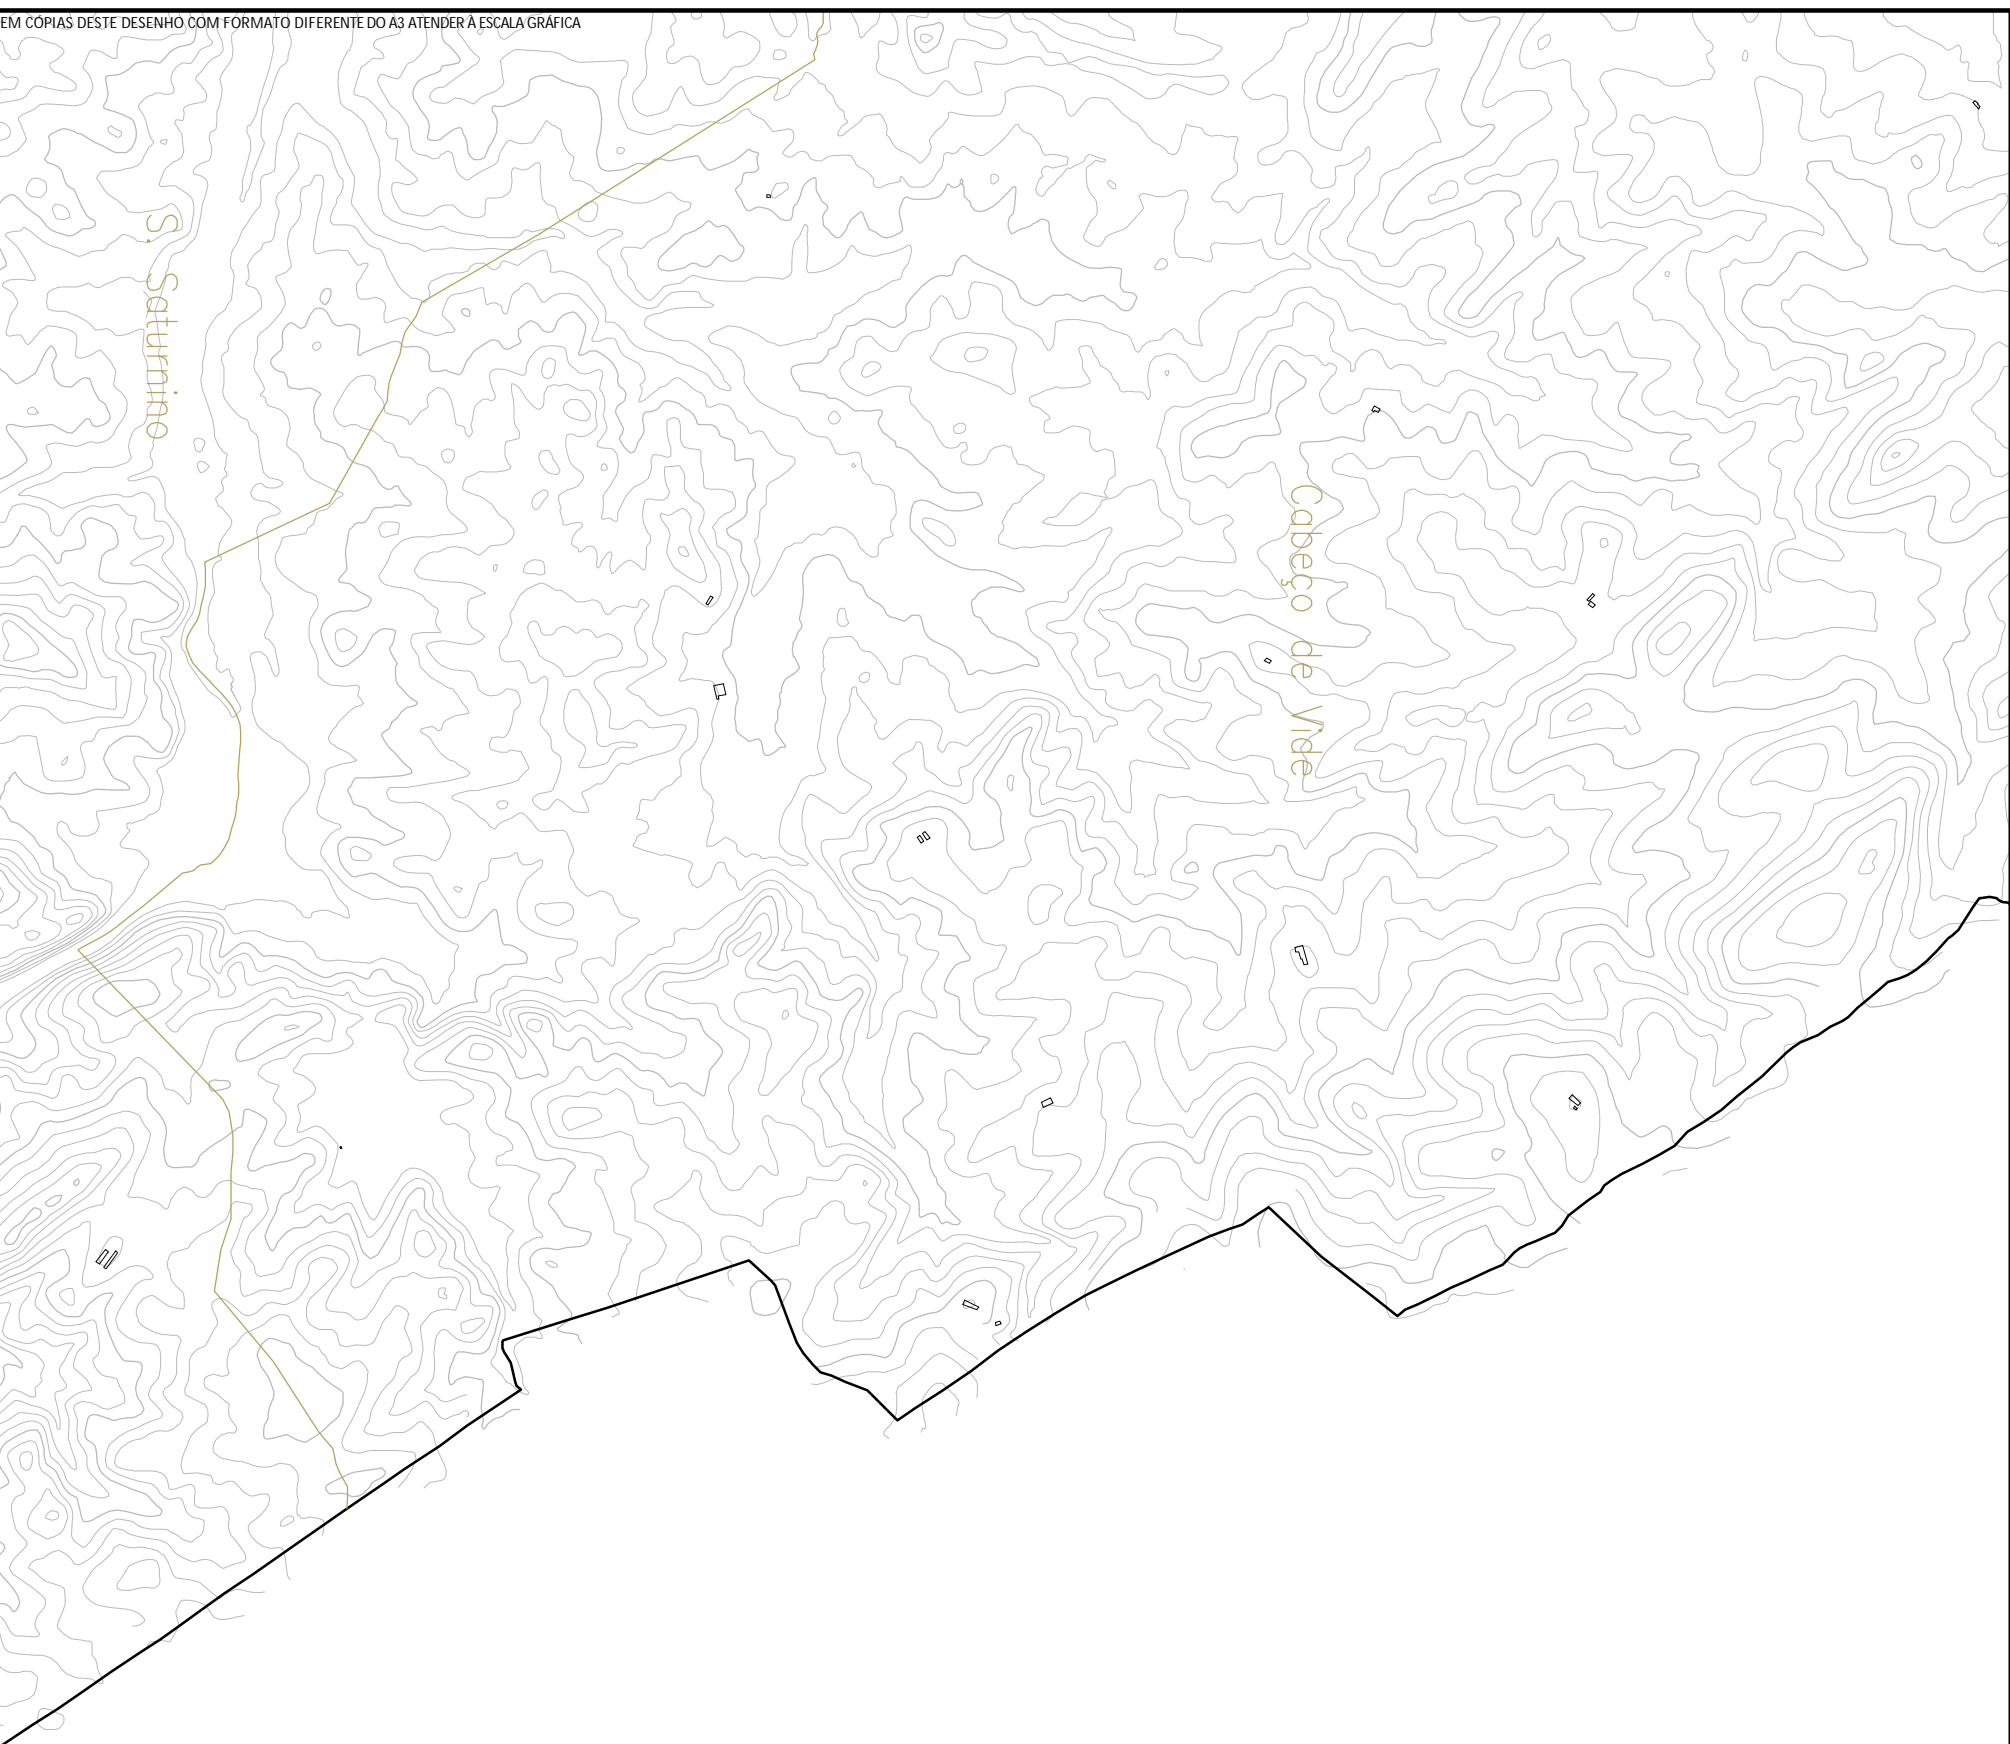 EM CÓPIAS DESTE DESENHO COM FORMATO DIFERENTE DO A3 ATENDER À ESCALA GRÁFICA
S. Saturnino
Cabeço de Vide